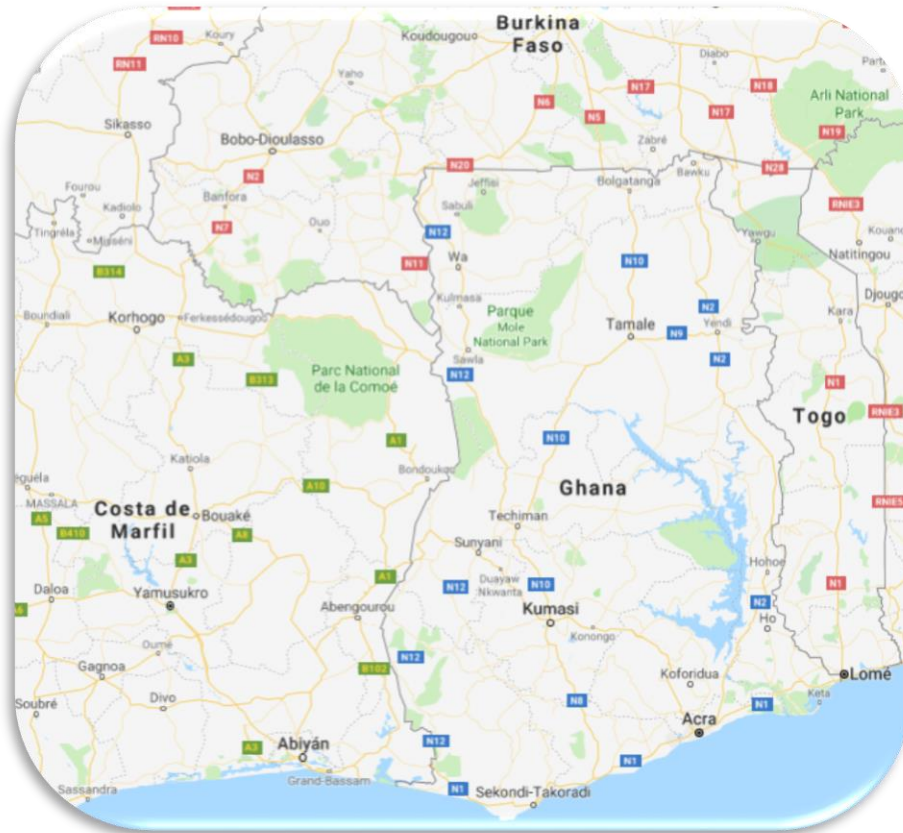 Burkina
Faso
RN10
Koury
Koudougou
RN11
Yaho
Diabo
N17
N18
Arli National
Park
N6
N17
N5
N19
Sikasso
Bobo-Dioulasso
Zabré
N2
N20
Bawku
N28
Fourou
Banfora
Jeffisi
Bolgatanga
Kadiolo
Sabuli
RNIE3
Tingréla
Misséni
N7
Ouo
N12
Yawgu
Natitingou
Wa
N10
B314
N11
Kulmasa
N2
Djougo
Boundiali
Korhogo
Ferkessédougou
Parque
Mole
National Park
Tamale
N9
Yendi
Kara
A3
Sawla
N2
B313
Parc National
de la Comoé
N12
N1
Togo
RNIE3
A1
N10
Katiola
Bondoukou
éguéla
A10
Ghana
MASSALA
Costa de
Marfil
Bouaké
RNIE5
A5
B410
A8
Techiman
Sunyani
A3
Hohoe
Daloa
A1
N12
Duayaw
Nkwanta
N10
N1
A6
Yamusukro
Abengourou
Kumasi
N2
Ho
Konongo
Oumé
N12
Gagnoa
B102
Koforidua
Lomé
Soubré
Divo
N8
N1
Keta
Acra
A3
Abiyán
N12
N1
Grand-Bassam
Sassandra
N1
Sekondi-Takoradi